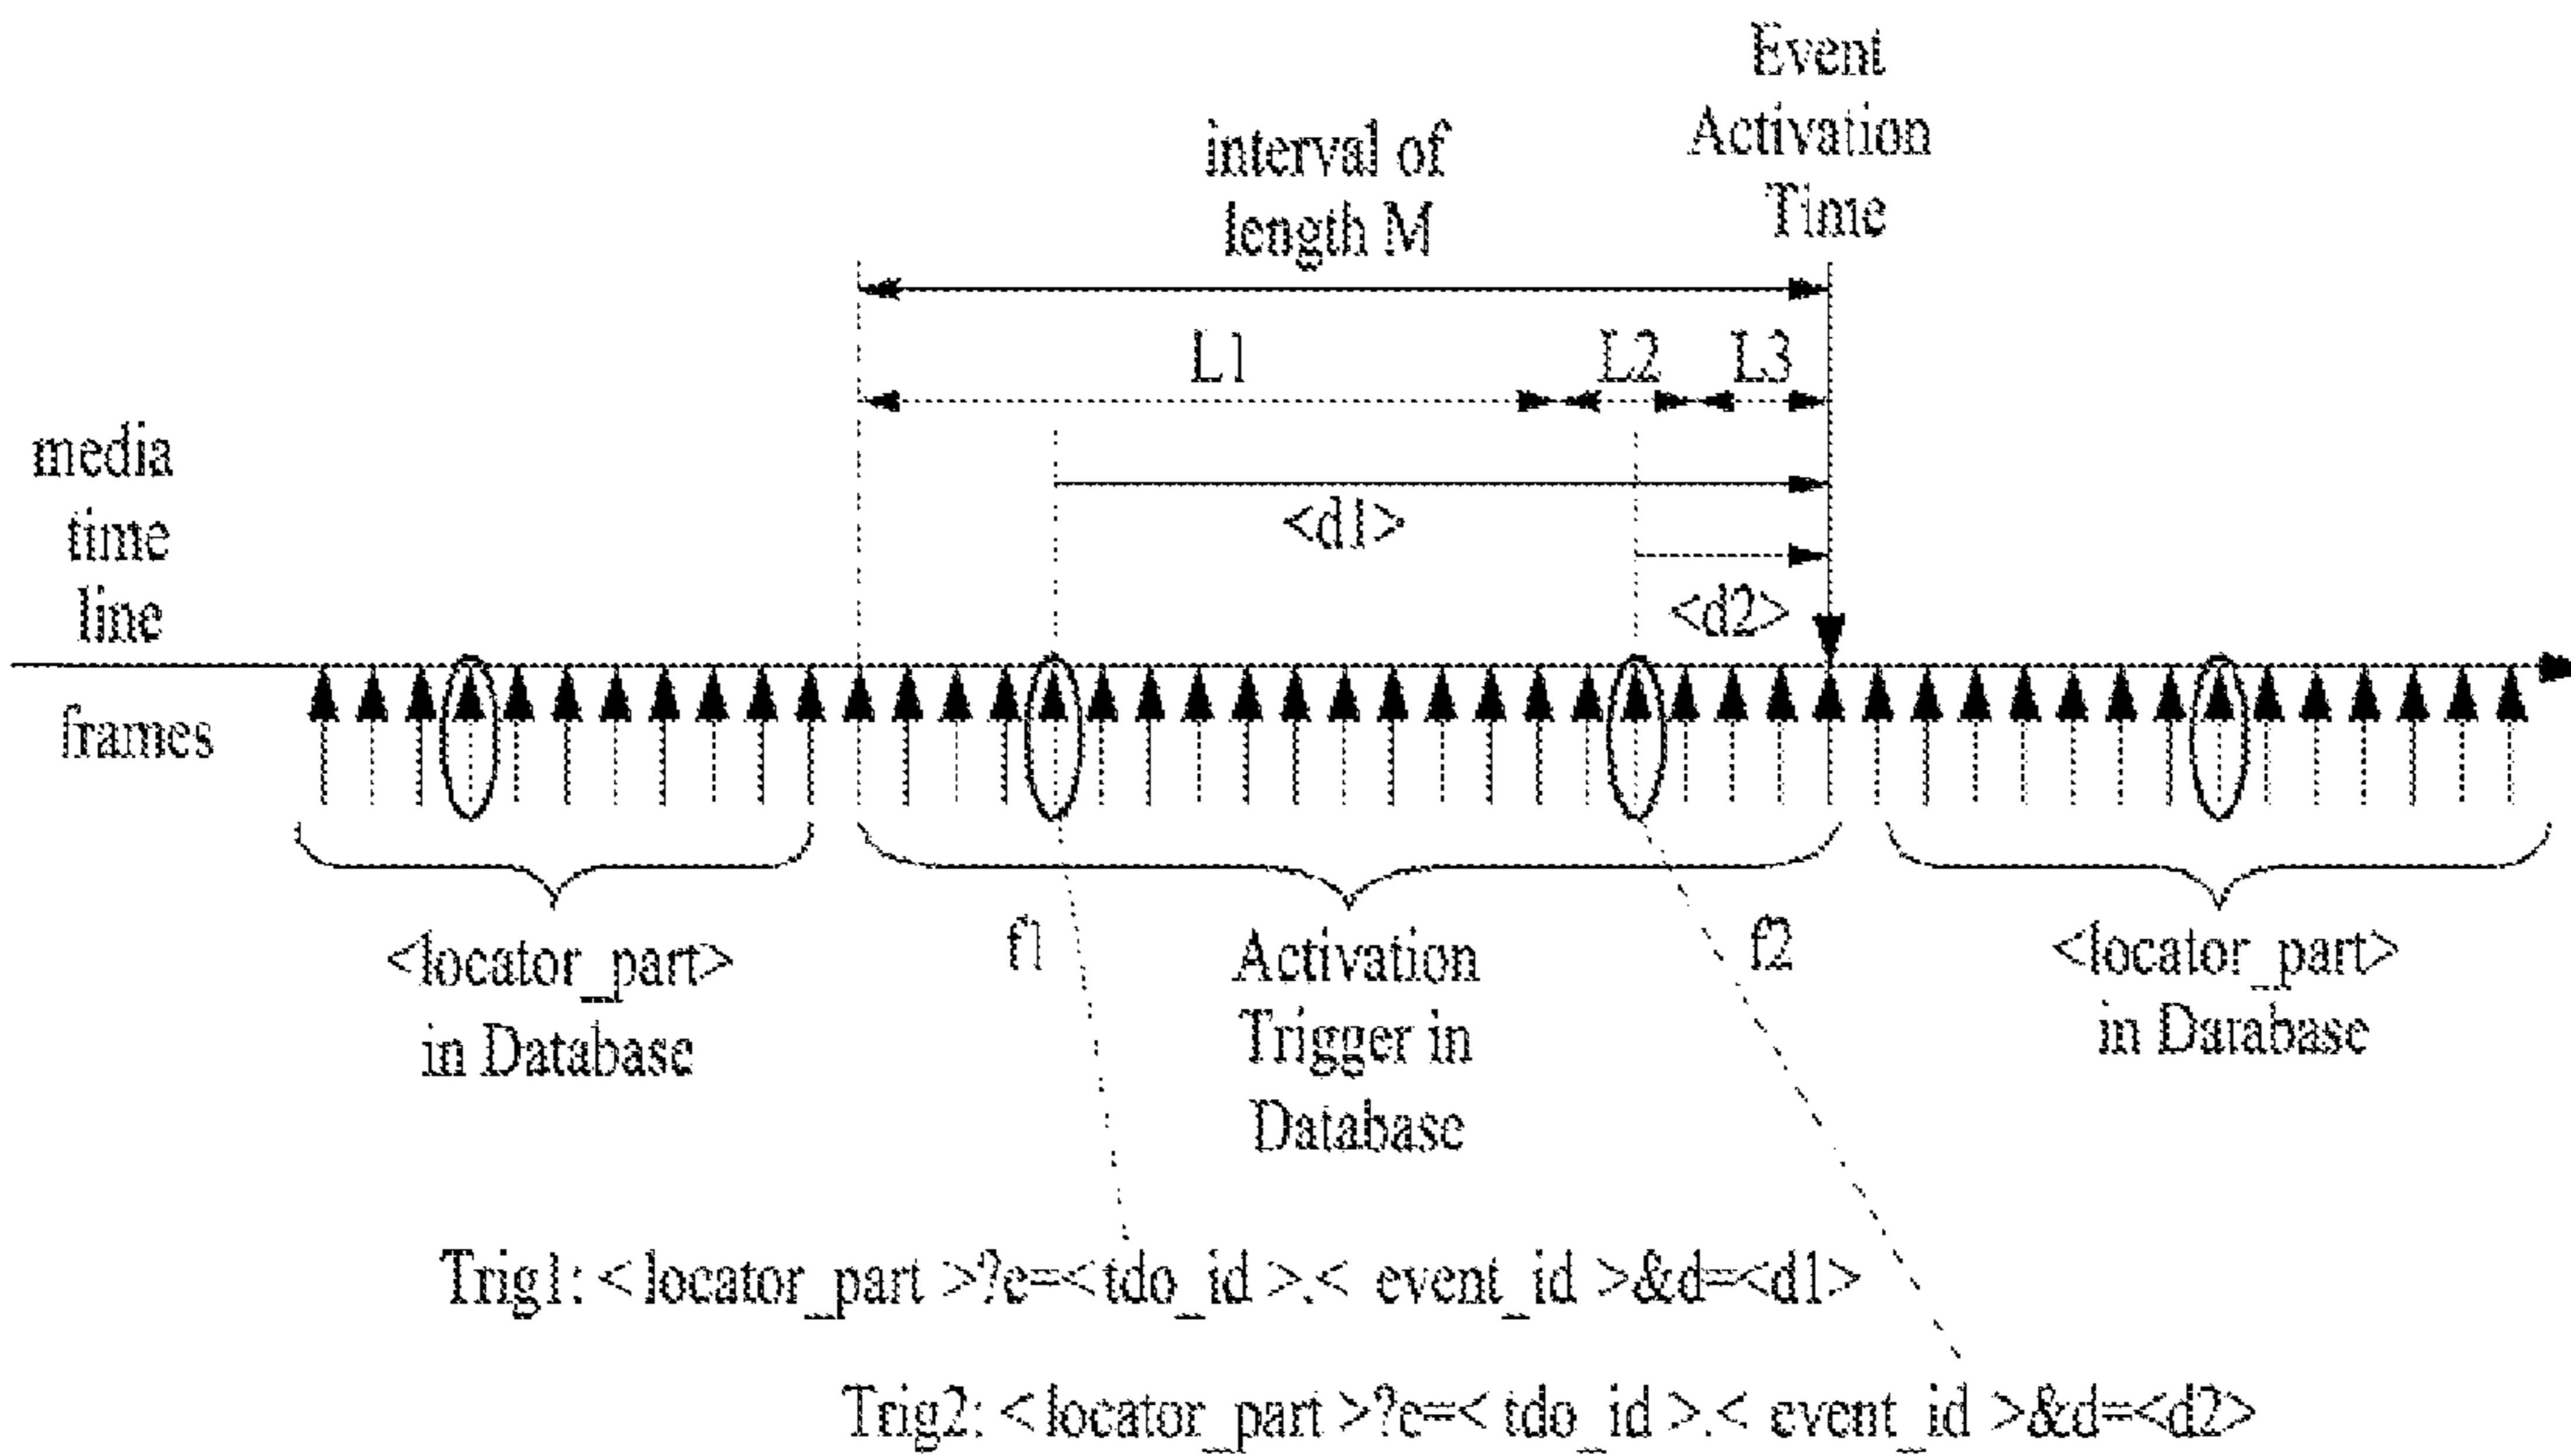 Event
Activation
Time
interval of
length M
L1 L2 L3
media
time
line
<d1>
<d2>
frames
<locator_part>
in Database
f1
Activation
Trigger in
Database
f2
<locator_part>
in Database
Trig1: < locator_part >?e=< tdo_id >.< event_id >&d=<d1>
Trig2: < locator_part >?e=< tdo_id >.< event_id >&d=<d2>